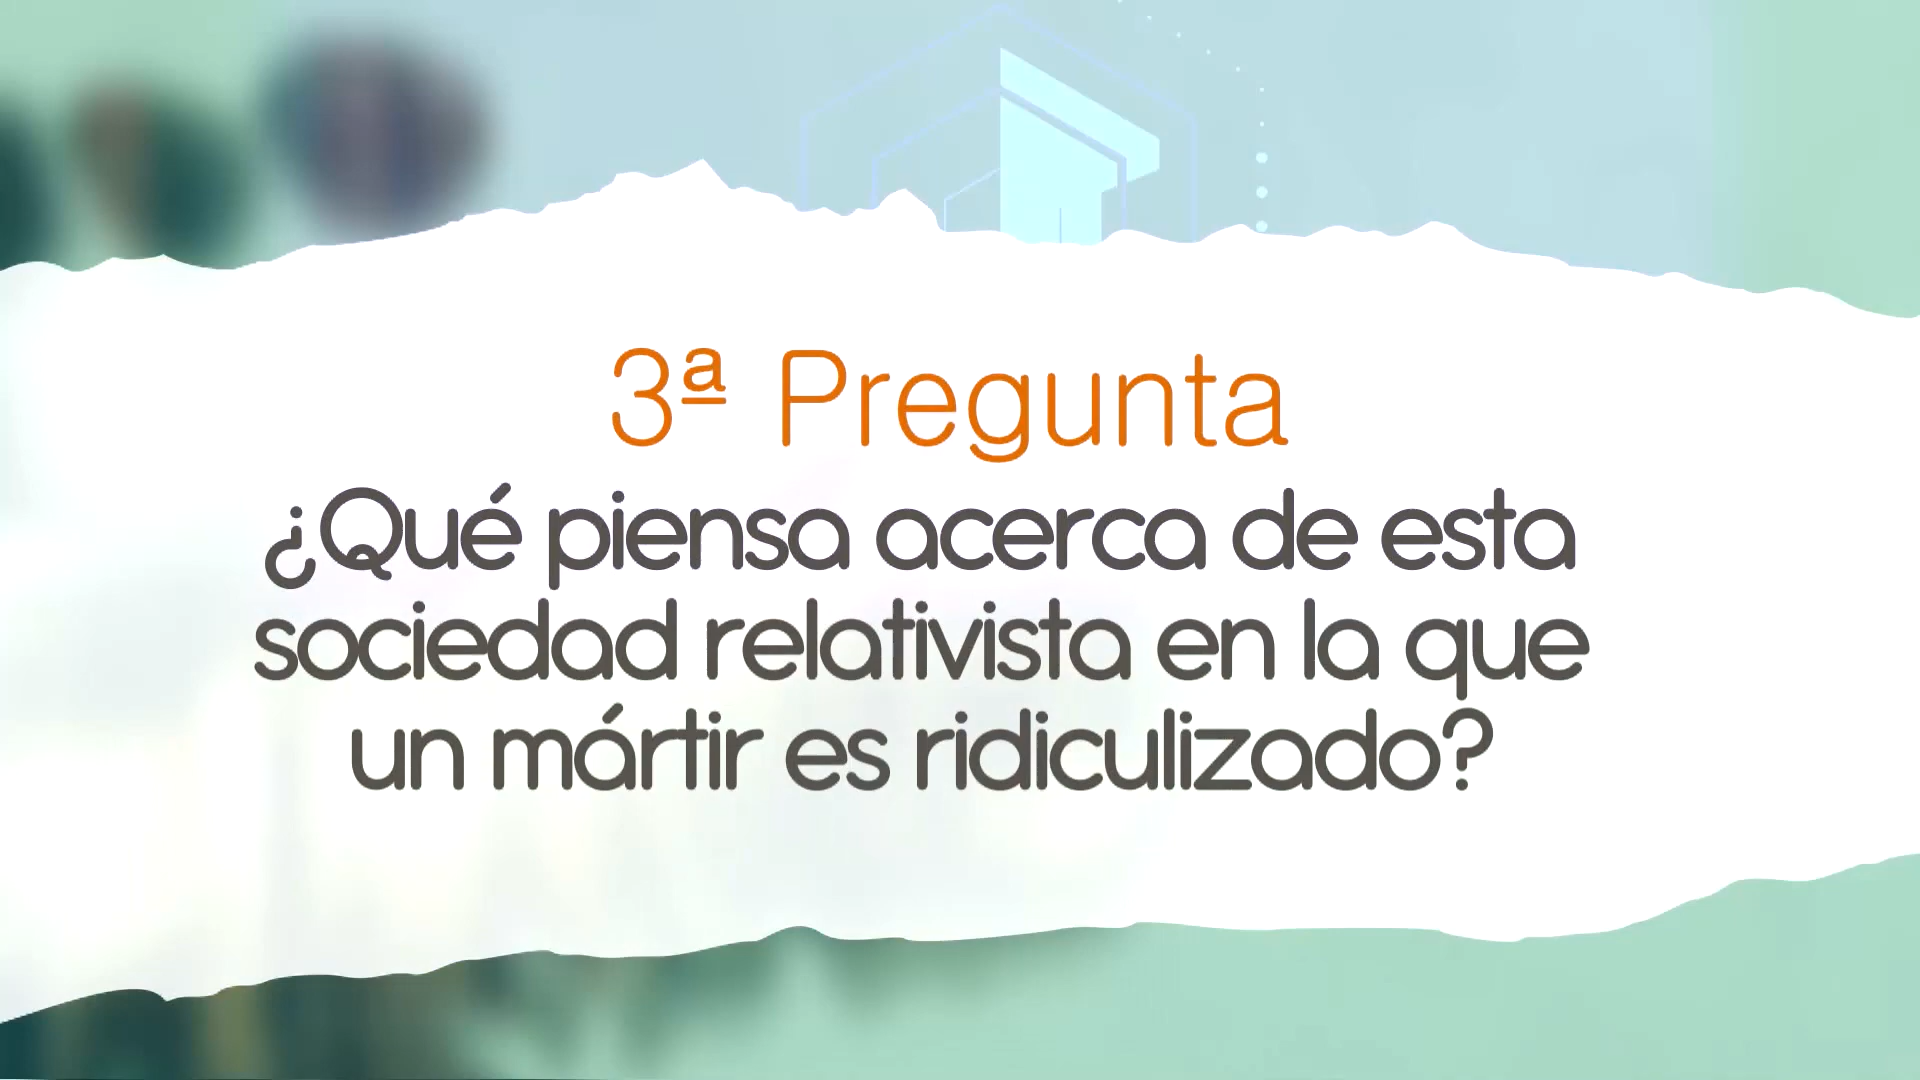 3ª Pregunta
¿Qué piensa acerca de esta
sociedad relativista en la que
un mártir es ridiculizado?